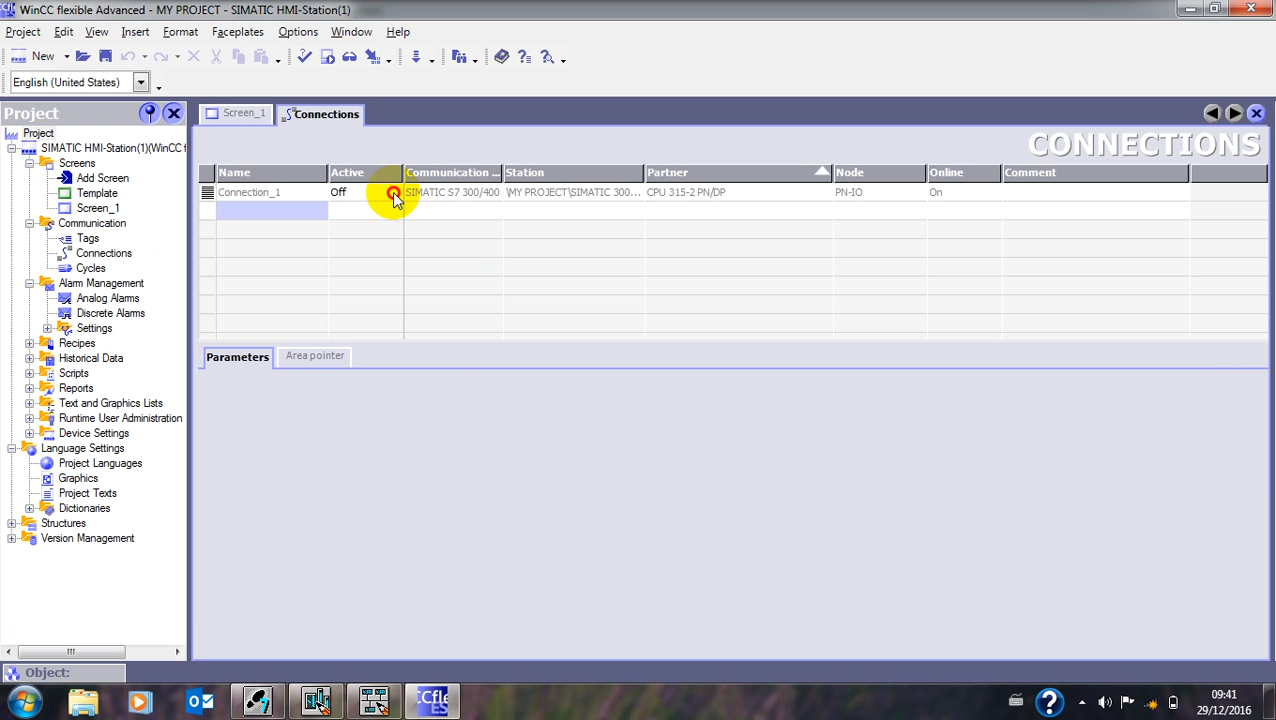 WinCC flexible Advanced - MY PROJECT - SIMATIC HMI-Station(1)
Project Edit View Insert Format Faceplates Options Window Help
New
English (United States)
Project
Screen_1 Connections
CONNECTIONS
Project
SIMATIC HMI-Station(1)(WinCC f
Screens
Add Screen
Template
Screen_1
Communication
Tags
Connections
Cycles
Alarm Management
Analog Alarms
Discrete Alarms
Settings
Recipes
Historical Data
Scripts
Reports
Text and Graphics Lists
Runtime User Administration
Device Settings
Language Settings
Project Languages
Graphics
Project Texts
Dictionaries
Structures
Version Management
Name Active Communication ... Station Partner Node Online Comment
Connection_1 Off SIMATIC S7 300/400 \MY PROJECT\SIMATIC 300... CPU 315-2 PN/DP PN-IO On
Parameters Area pointer
Object:
CCfle
ES
09:41
29/12/2016